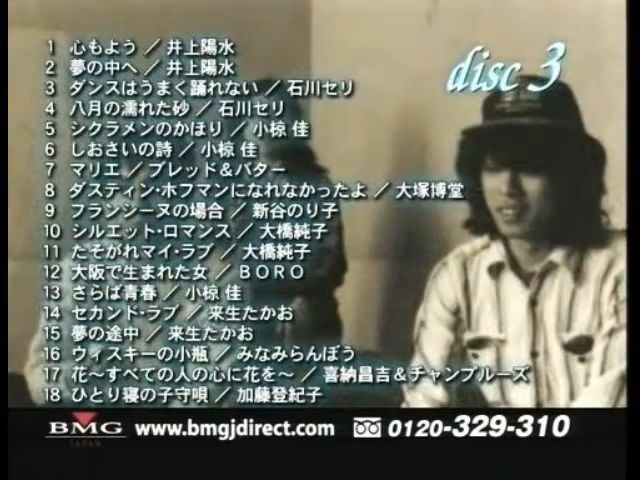 disc 3
1 心もよう ／ 井上陽水
2 夢の中へ ／ 井上陽水
3 ダンスはうまく踊れない ／ 石川セリ
4 八月の濡れた砂 ／ 石川セリ
5 シクラメンのかほり ／ 小椋 佳
6 しおさいの詩 ／ 小椋 佳
7 マリエ ／ ブレッド&バター
8 ダスティン・ホフマンになれなかったよ ／ 大塚博堂
9 フランシーヌの場合 ／ 新谷のり子
10 シルエット・ロマンス ／ 大橋純子
11 たそがれマイ・ラブ ／ 大橋純子
12 大阪で生まれた女 ／ ＢＯＲＯ
13 さらば青春 ／ 小椋 佳
14 セカンド・ラブ ／ 来生たかお
15 夢の途中 ／ 来生たかお
16 ウィスキーの小瓶 ／ みなみらんぼう
17 花〜すべての人の心に花を〜 ／ 喜納昌吉＆チャンプルーズ
18 ひとり寝の子守唄 ／ 加藤登紀子
BMG www.bmgjdirect.com 0120-329-310
JAPAN